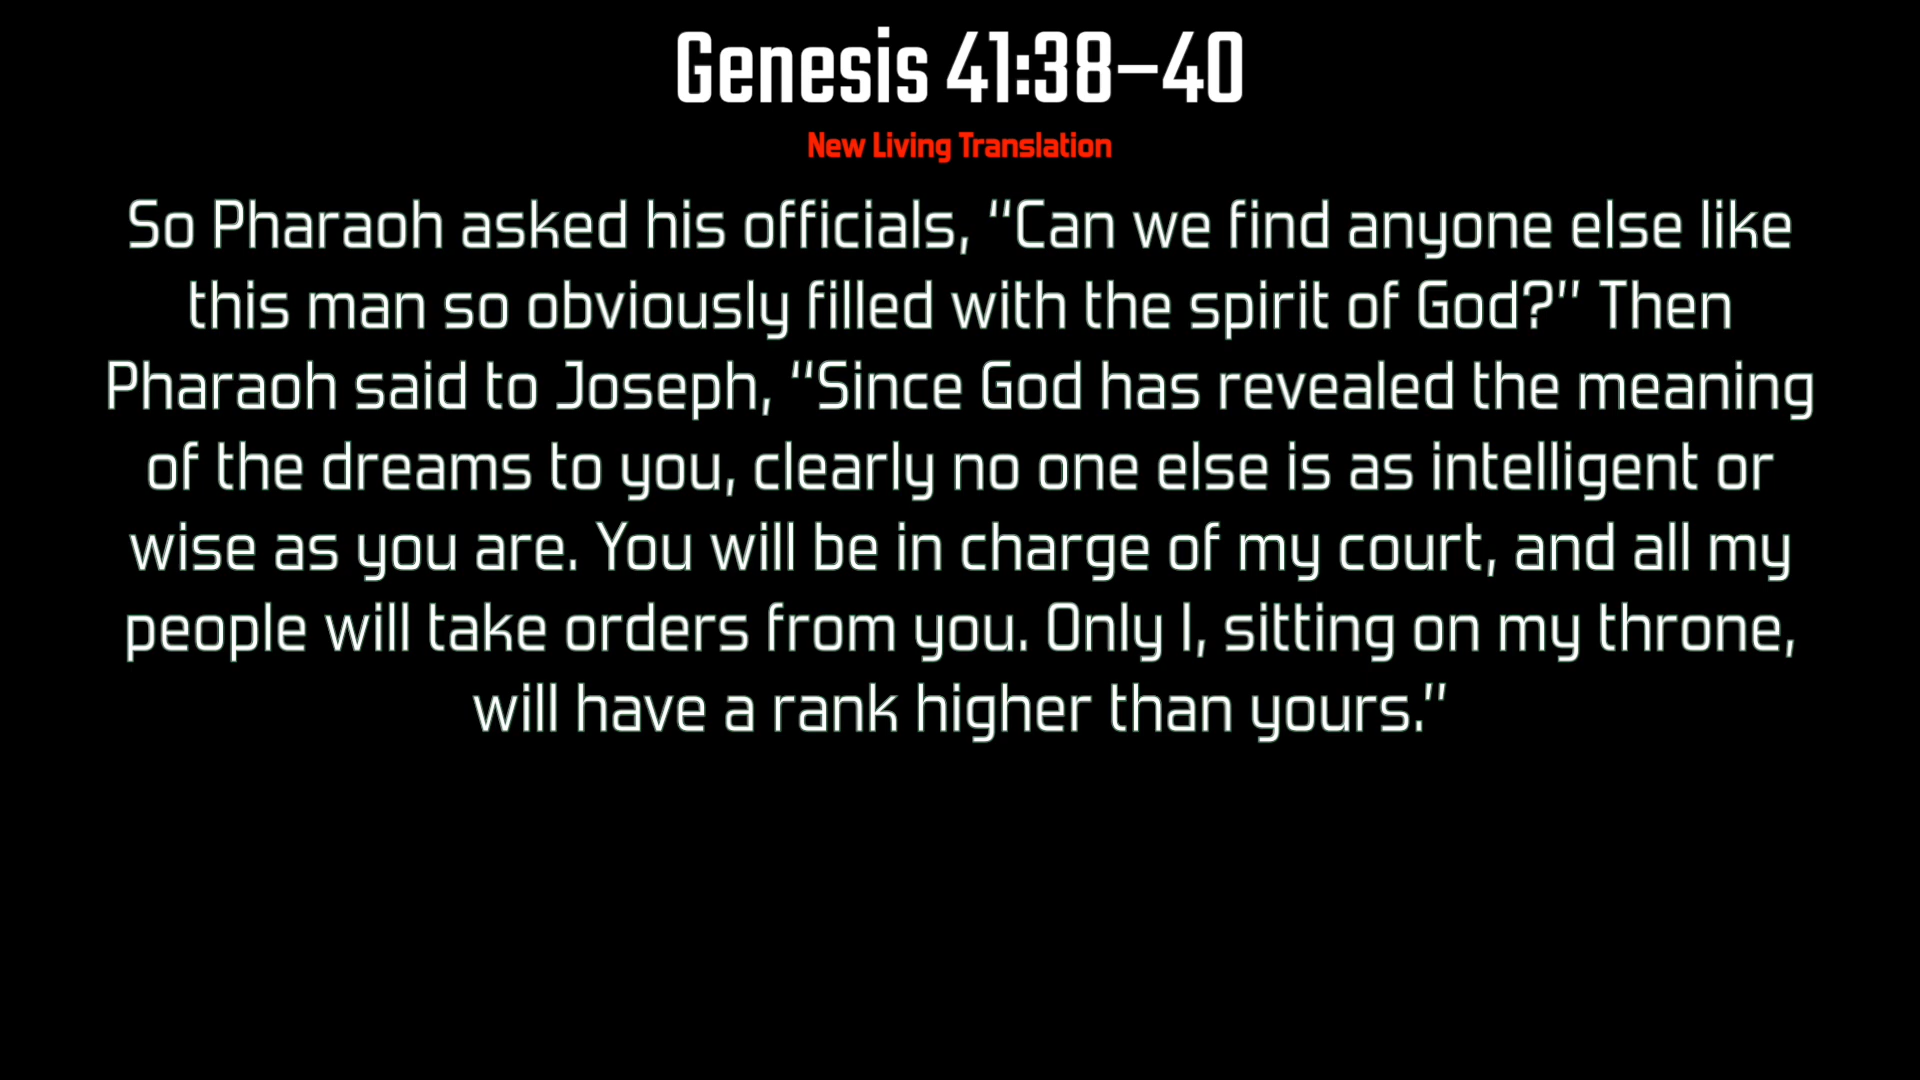 Genesis 41:38–40
New Living Translation
So Pharaoh asked his officials, “Can we find anyone else like
this man so obviously filled with the spirit of God?” Then
Pharaoh said to Joseph, “Since God has revealed the meaning
of the dreams to you, clearly no one else is as intelligent or
wise as you are. You will be in charge of my court, and all my
people will take orders from you. Only I, sitting on my throne,
will have a rank higher than yours.”